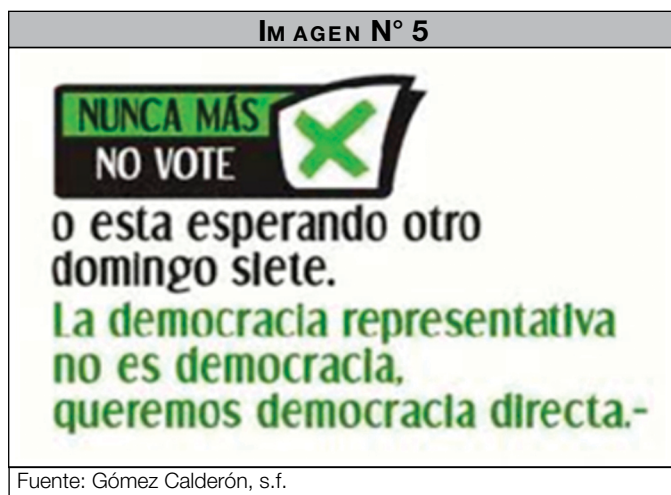 IMAGEN N° 5
NUNCA MÁS
NO VOTE
o esta esperando otro
domingo siete.
La democracia representativa
no es democracia,
queremos democracia directa.-
Fuente: Gómez Calderón, s.f.